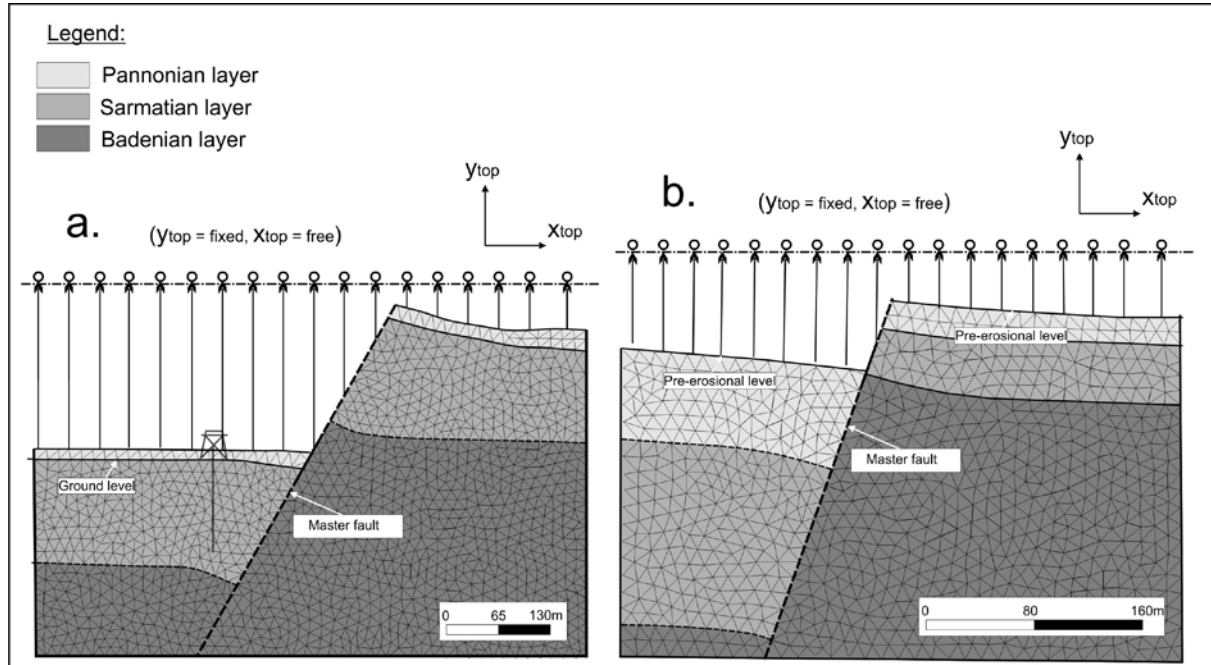 Legend:
Pannonian layer
Sarmatian layer
Badenian layer
a.
ytop
xtop
(ytop = fixed, xtop = free)
Ground level
Master fault
0 65 130m
b.
ytop
xtop
(ytop = fixed, xtop = free)
Pre-erosional level
Pre-erosional level
Master fault
0 80 160m